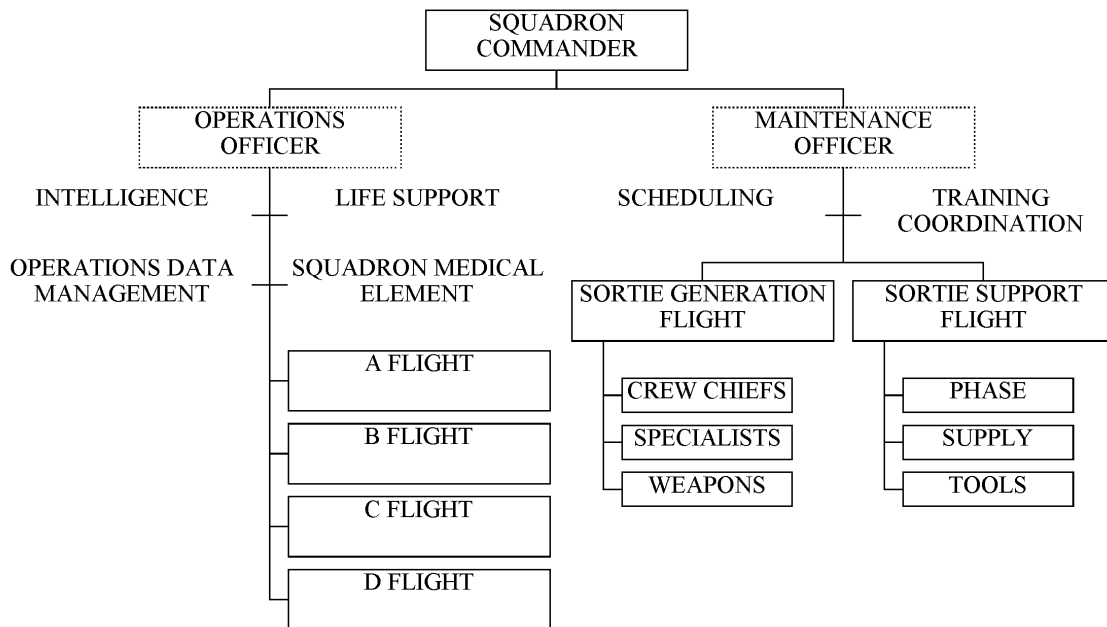 SQUADRON
COMMANDER
OPERATIONS
OFFICER
MAINTENANCE
OFFICER
INTELLIGENCE
LIFE SUPPORT
OPERATIONS DATA
MANAGEMENT
SQUADRON MEDICAL
ELEMENT
A FLIGHT
B FLIGHT
C FLIGHT
D FLIGHT
SCHEDULING
TRAINING
COORDINATION
SORTIE GENERATION
FLIGHT
CREW CHIEFS
SPECIALISTS
WEAPONS
SORTIE SUPPORT
FLIGHT
PHASE
SUPPLY
TOOLS